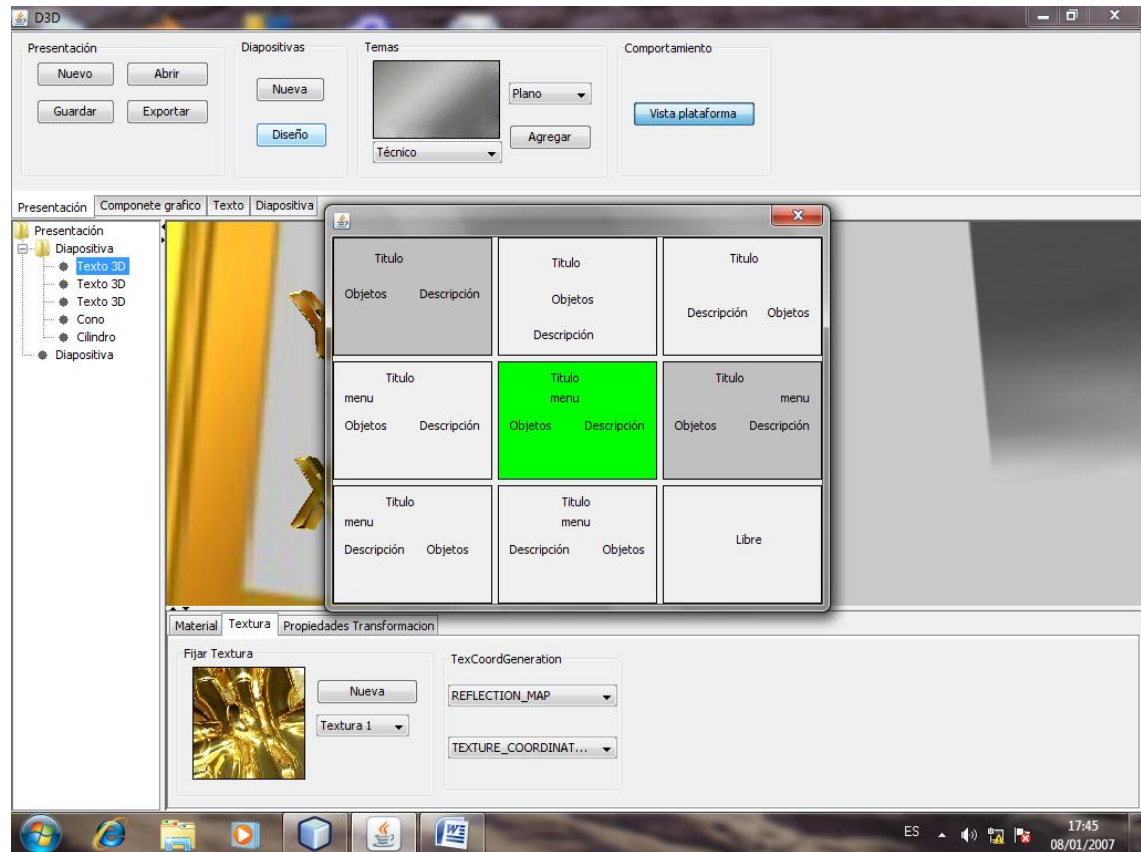 D3D
Presentación
Nuevo Abrir
Guardar Exportar
Diapositivas
Nueva
Diseño
Temas
Plano
Agregar
Técnico
Comportamiento
Vista plataforma
Presentación Componete grafico Texto Diapositiva
Presentación
Diapositiva
Texto 3D
Texto 3D
Texto 3D
Cono
Cilindro
Diapositiva
Titulo
Objetos Descripción
Titulo
Objetos
Descripción
Titulo
Descripción Objetos
Titulo
menu
Objetos Descripción
Titulo
menu
Objetos Descripción
Titulo
menu
Objetos Descripción
Titulo
menu
Descripción Objetos
Titulo
menu
Descripción Objetos
Libre
Material Textura Propiedades Transformacion
Fijar Textura
Nueva
Textura 1
TexCoordGeneration
REFLECTION_MAP
TEXTURE_COORDINAT...
ES
17:45
08/01/2007